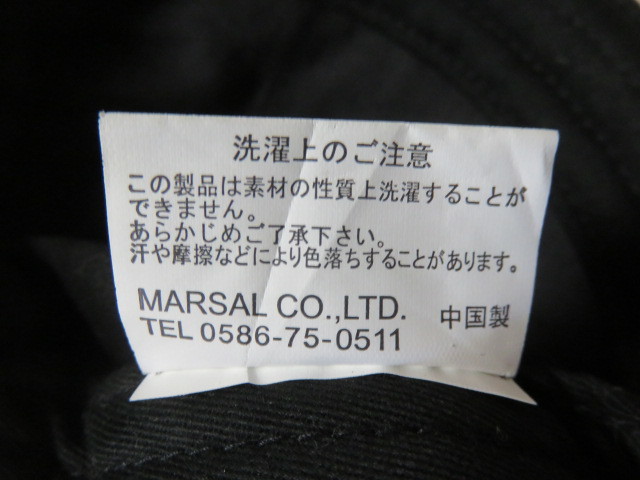 洗濯上のご注意
この製品は素材の性質上洗濯することが
できません。
あらかじめご了承下さい。
汗や摩擦などにより色落ちすることがあります。
MARSAL CO.,LTD. 中国製
TEL 0586-75-0511